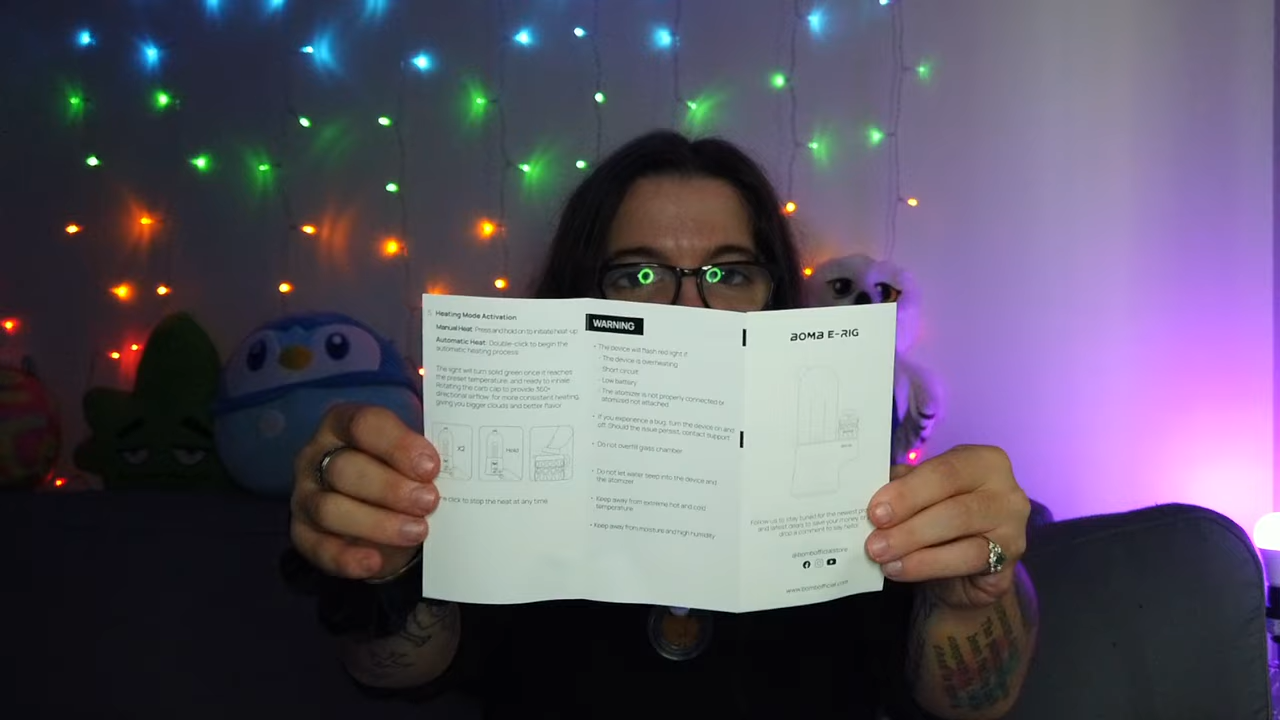 5. Heating Mode Activation
Manual Heat: Press and hold on to initiate heat-up
Automatic Heat: Double-click to begin the
automatic heating process
The light will turn solid green once it reaches
the preset temperature, and ready to inhale
Rotating the carb cap to provide 360°
directional airflow for more consistent heating,
giving you bigger clouds and better flavor
X2
Hold
click to stop the heat at any time
WARNING
• The device will flash red light if
- The device is overheating
- Short circuit
- Low battery
- The atomizer is not properly connected or
atomized not attached
• If you experience a bug, turn the device on and
off. Should the issue persist, contact support
• Do not overfill glass chamber
• Do not let water seep into the device and
the atomizer
• Keep away from extreme hot and cold
temperature
• Keep away from moisture and high humidity
BOMB E-RIG
Follow us to stay tuned for the newest
and latest deals to save your money or
drop a comment to say hello!
www.bombofficial.com